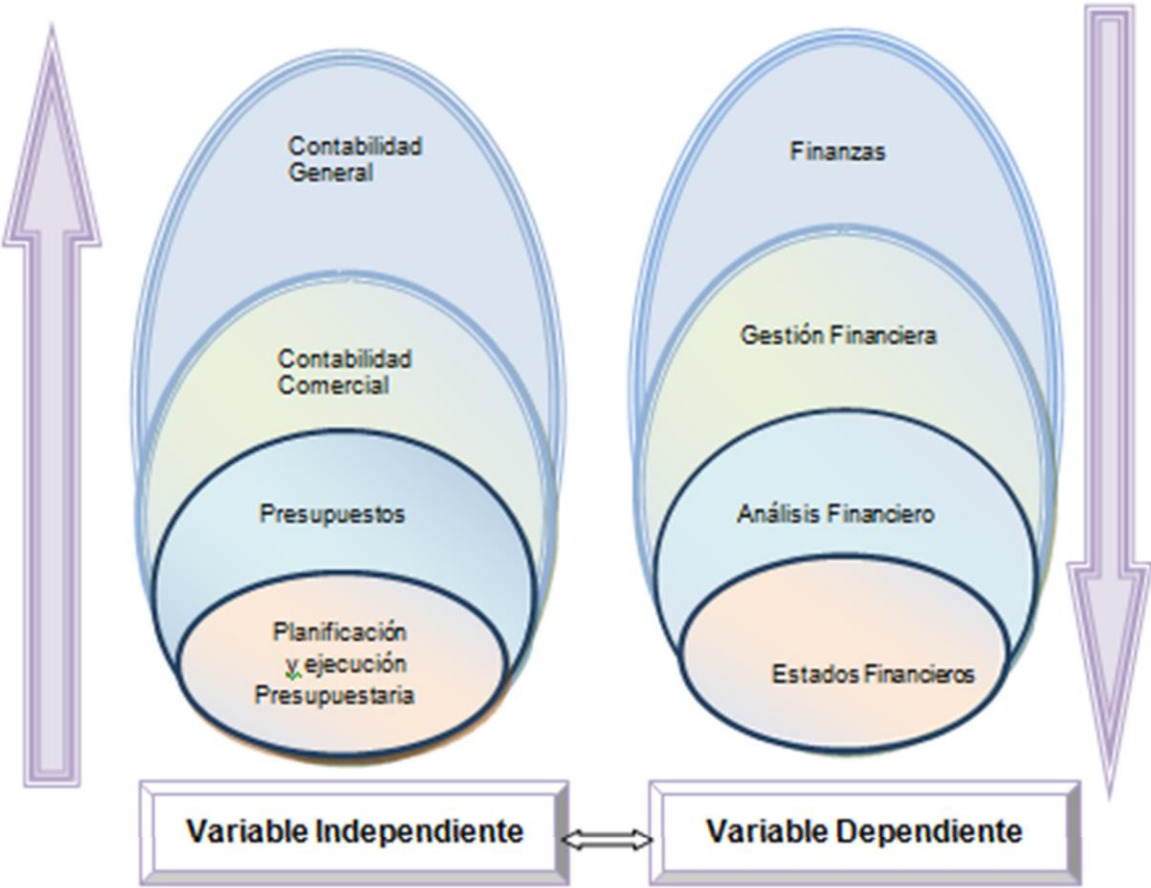 Contabilidad
General
Contabilidad
Comercial
Presupuestos
Planificación
y ejecución
Presupuestaria
Variable Independiente
Finanzas
Gestión Financiera
Análisis Financiero
Estados Financieros
Variable Dependiente